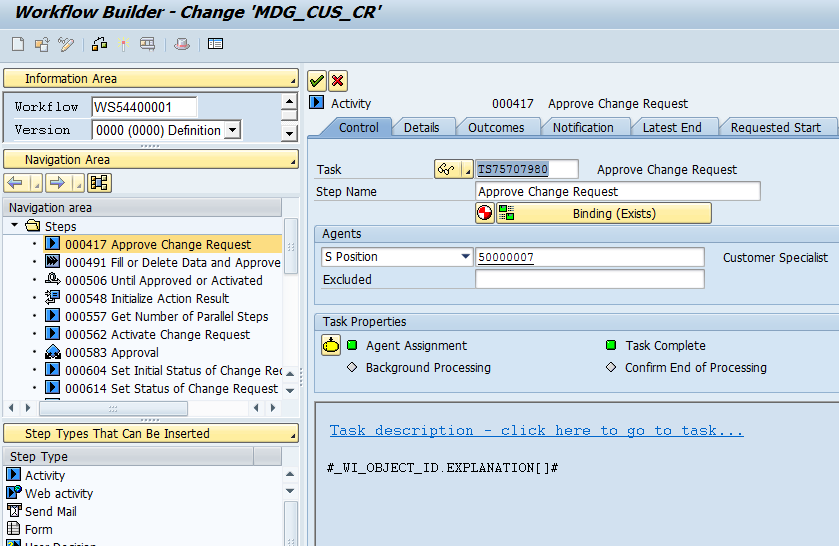 Workflow Builder - Change 'MDG_CUS_CR'
Information Area
Workflow WS54400001
Version 0000 (0000) Definition
Navigation Area
Navigation area
Steps
000417 Approve Change Request
000491 Fill or Delete Data and Approve
000506 Until Approved or Activated
000548 Initialize Action Result
000557 Get Number of Parallel Steps
000562 Activate Change Request
000583 Approval
000604 Set Initial Status of Change Rec
000614 Set Status of Change Request
Step Types That Can Be Inserted
Step Type
Activity
Web activity
Send Mail
Form
Activity 000417 Approve Change Request
Control Details Outcomes Notification Latest End Requested Start
Task TS75707980 Approve Change Request
Step Name Approve Change Request
Binding (Exists)
Agents
S Position 50000007 Customer Specialist
Excluded
Task Properties
Agent Assignment Task Complete
Background Processing Confirm End of Processing
Task description - click here to go to task...
#_WI_OBJECT_ID.EXPLANATION[]#